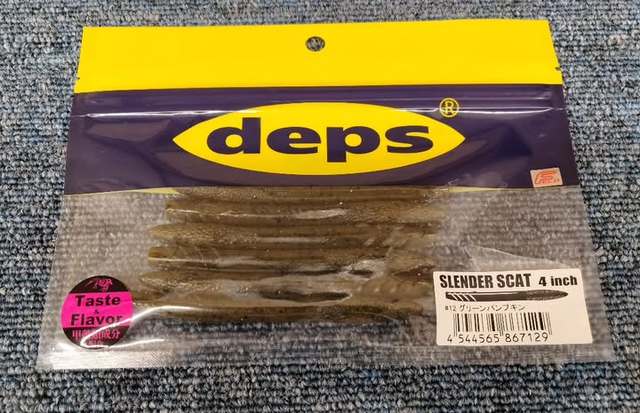 deps®
SLENDER SCAT 4 inch
#12 グリーンパンプキン
4 544565 867129
Taste
&
Flavor